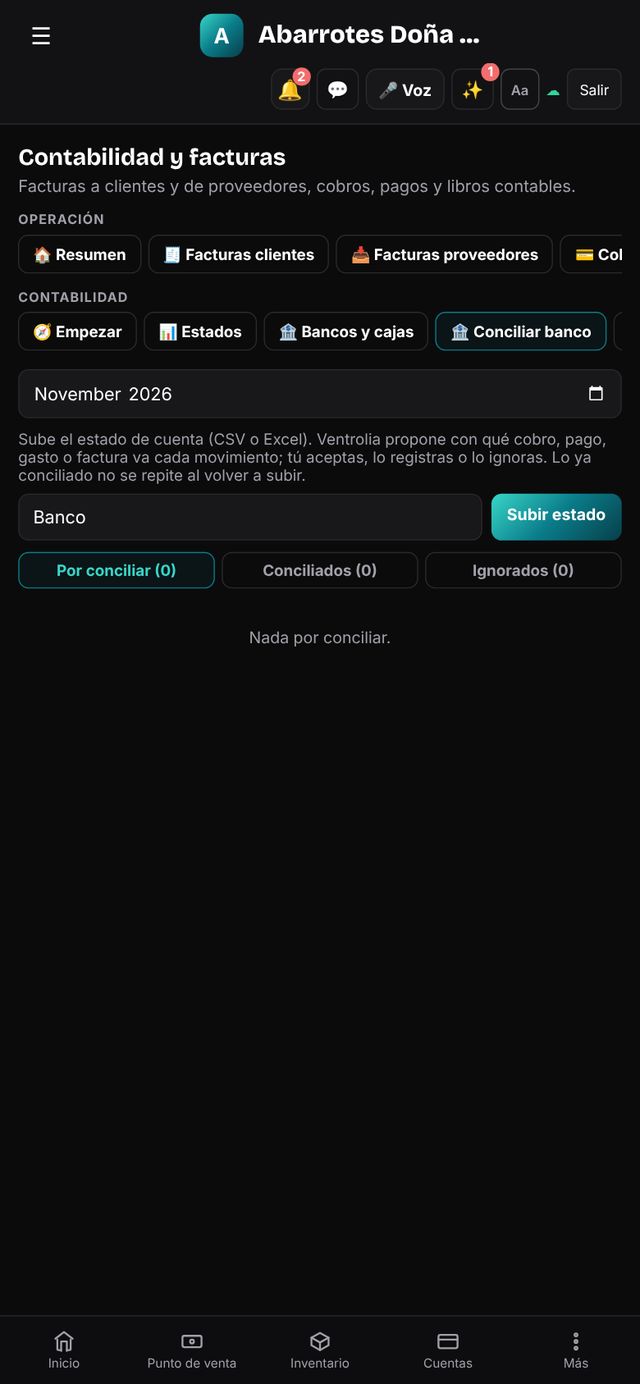 ☰ A Abarrotes Doña ...
🔔 2 💬 🎤 Voz ✨ 1 Aa ☁ Salir
Contabilidad y facturas
Facturas a clientes y de proveedores, cobros, pagos y libros contables.
OPERACIÓN
🏠 Resumen 🧾 Facturas clientes 📥 Facturas proveedores 💳 Col
CONTABILIDAD
🧭 Empezar 📊 Estados 🏦 Bancos y cajas 🏦 Conciliar banco
November 2026
Sube el estado de cuenta (CSV o Excel). Ventrolia propone con qué cobro, pago,
gasto o factura va cada movimiento; tú aceptas, lo registras o lo ignoras. Lo ya
conciliado no se repite al volver a subir.
Banco Subir estado
Por conciliar (0) Conciliados (0) Ignorados (0)
Nada por conciliar.
Inicio Punto de venta Inventario Cuentas Más